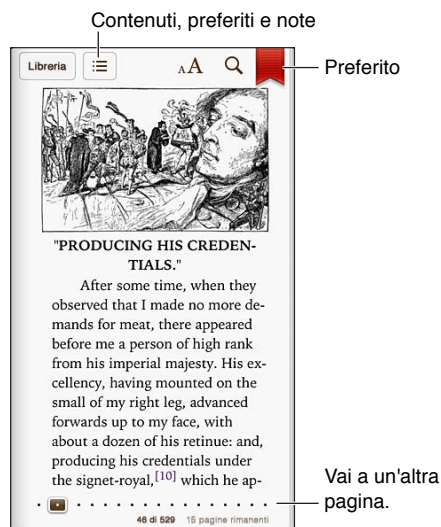 Contenuti, preferiti e note
Libreria
AA
Preferito
"PRODUCING HIS CREDEN-
TIALS."
After some time, when they
observed that I made no more de-
mands for meat, there appeared
before me a person of high rank
from his imperial majesty. His ex-
cellency, having mounted on the
small of my right leg, advanced
forwards up to my face, with
about a dozen of his retinue: and,
producing his credentials under
the signet-royal,[10] which he ap-
Vai a un'altra
pagina.
46 di 529 15 pagine rimanenti